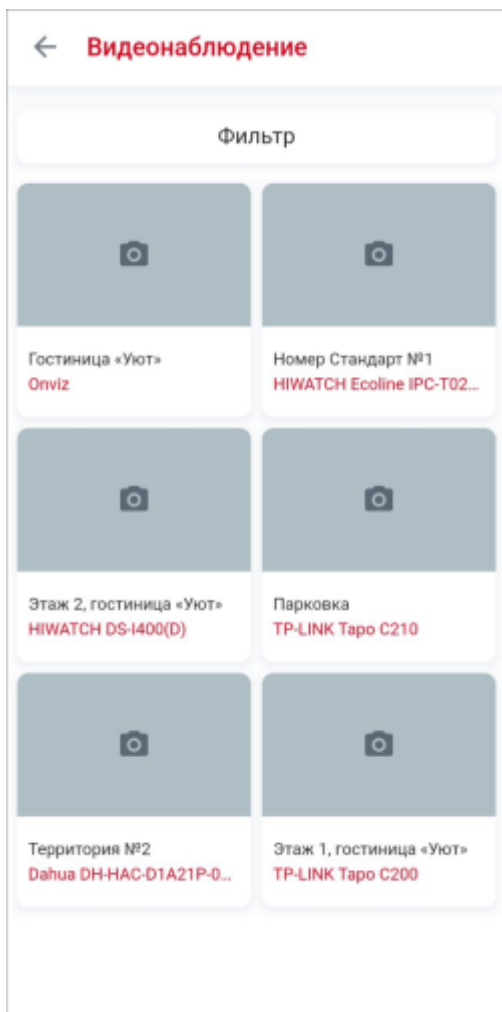 Видеонаблюдение
Фильтр
Гостиница «Уют»
Onviz
Номер Стандарт №1
HIWATCH Ecoline IPC-T02...
Этаж 2, гостиница «Уют»
HIWATCH DS-I400(D)
Парковка
TP-LINK Tapo C210
Территория №2
Dahua DH-HAC-D1A21P-0...
Этаж 1, гостиница «Уют»
TP-LINK Tapo C200